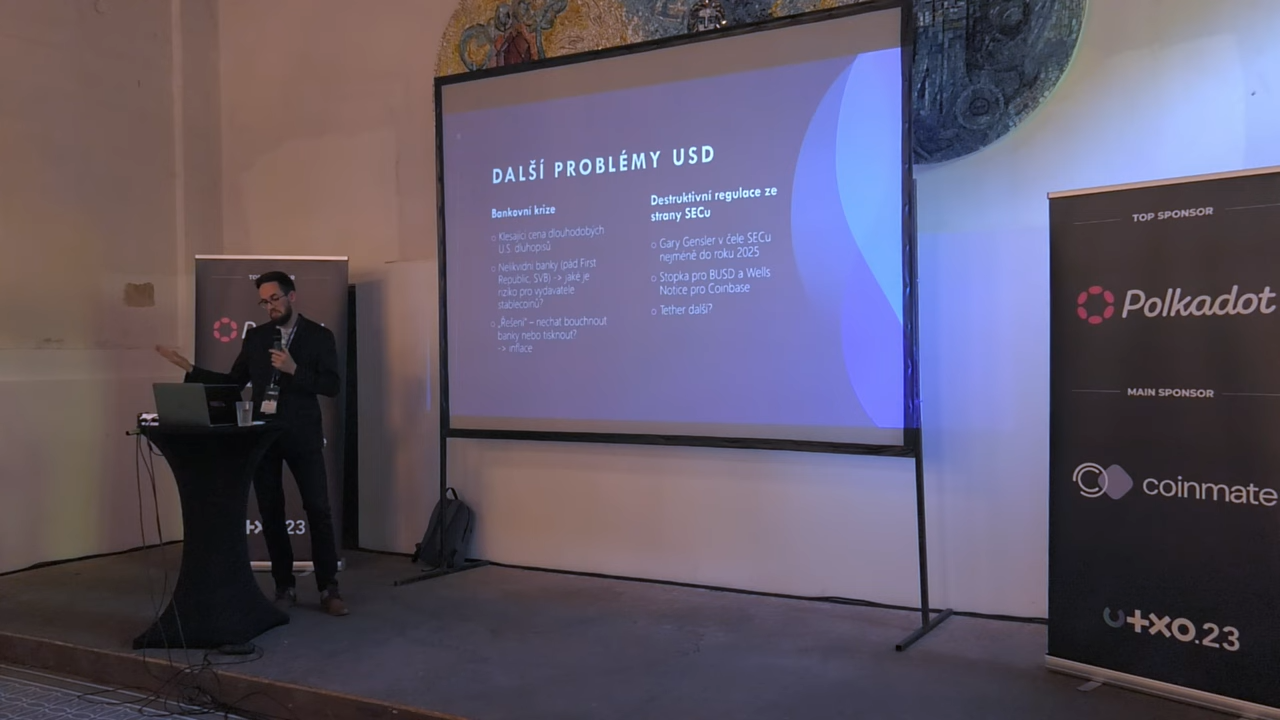 DALŠÍ PROBLÉMY USD
Bankovní krize
Klesající cena dlouhodobých
U.S. dluhopisů
Nelikvidní banky (pád First
Republic, SVB) -> jaké je
riziko pro vydavatele
stablecoinů?
„Řešení“ – nechat bouchnout
banky nebo tisknout?
-> inflace
Destruktivní regulace ze
strany SECu
Gary Gensler v čele SECu
nejméně do roku 2025
Stopka pro BUSD a Wells
Notice pro Coinbase
Tether další?
TOP SPONSOR
Polkadot
MAIN SPONSOR
coinmate
utxo.23
23